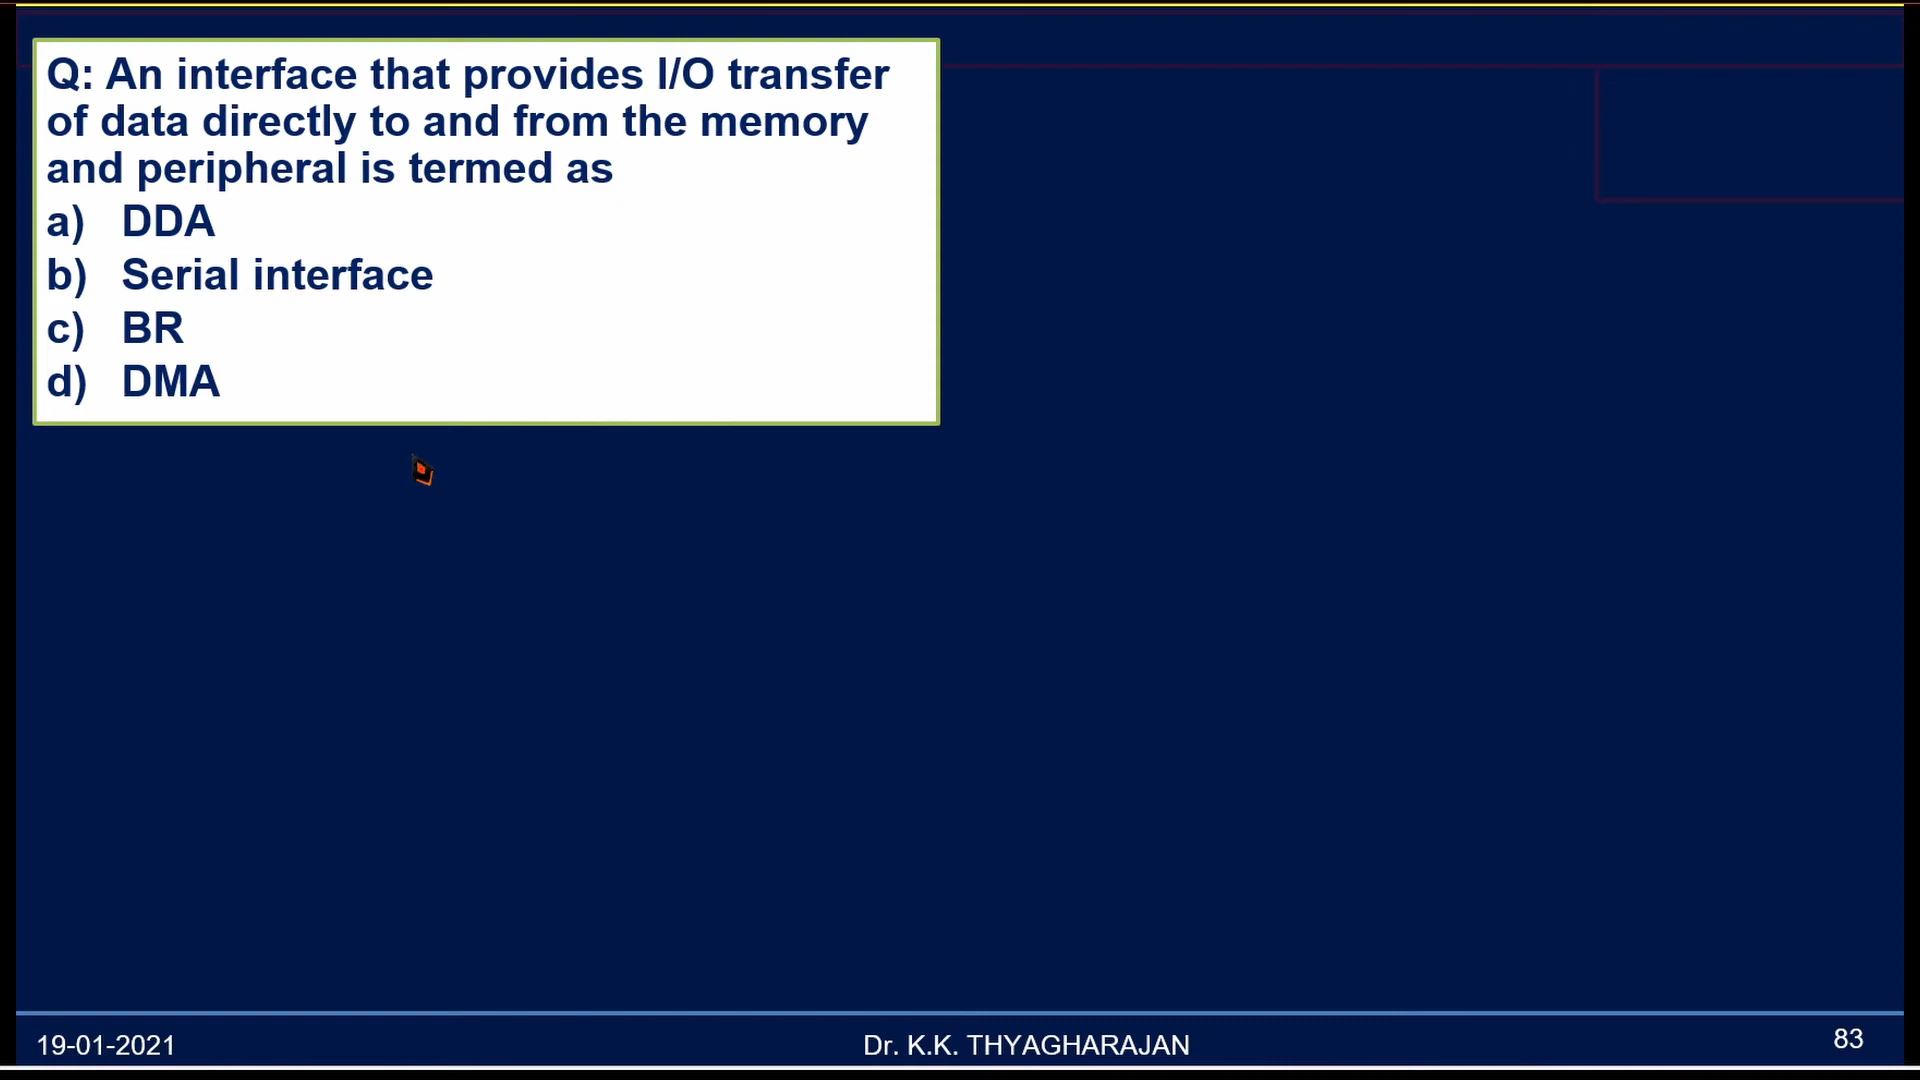 Q: An interface that provides I/O transfer
of data directly to and from the memory
and peripheral is termed as
a) DDA
b) Serial interface
c) BR
d) DMA
19-01-2021
Dr. K.K. THYAGHARAJAN
83